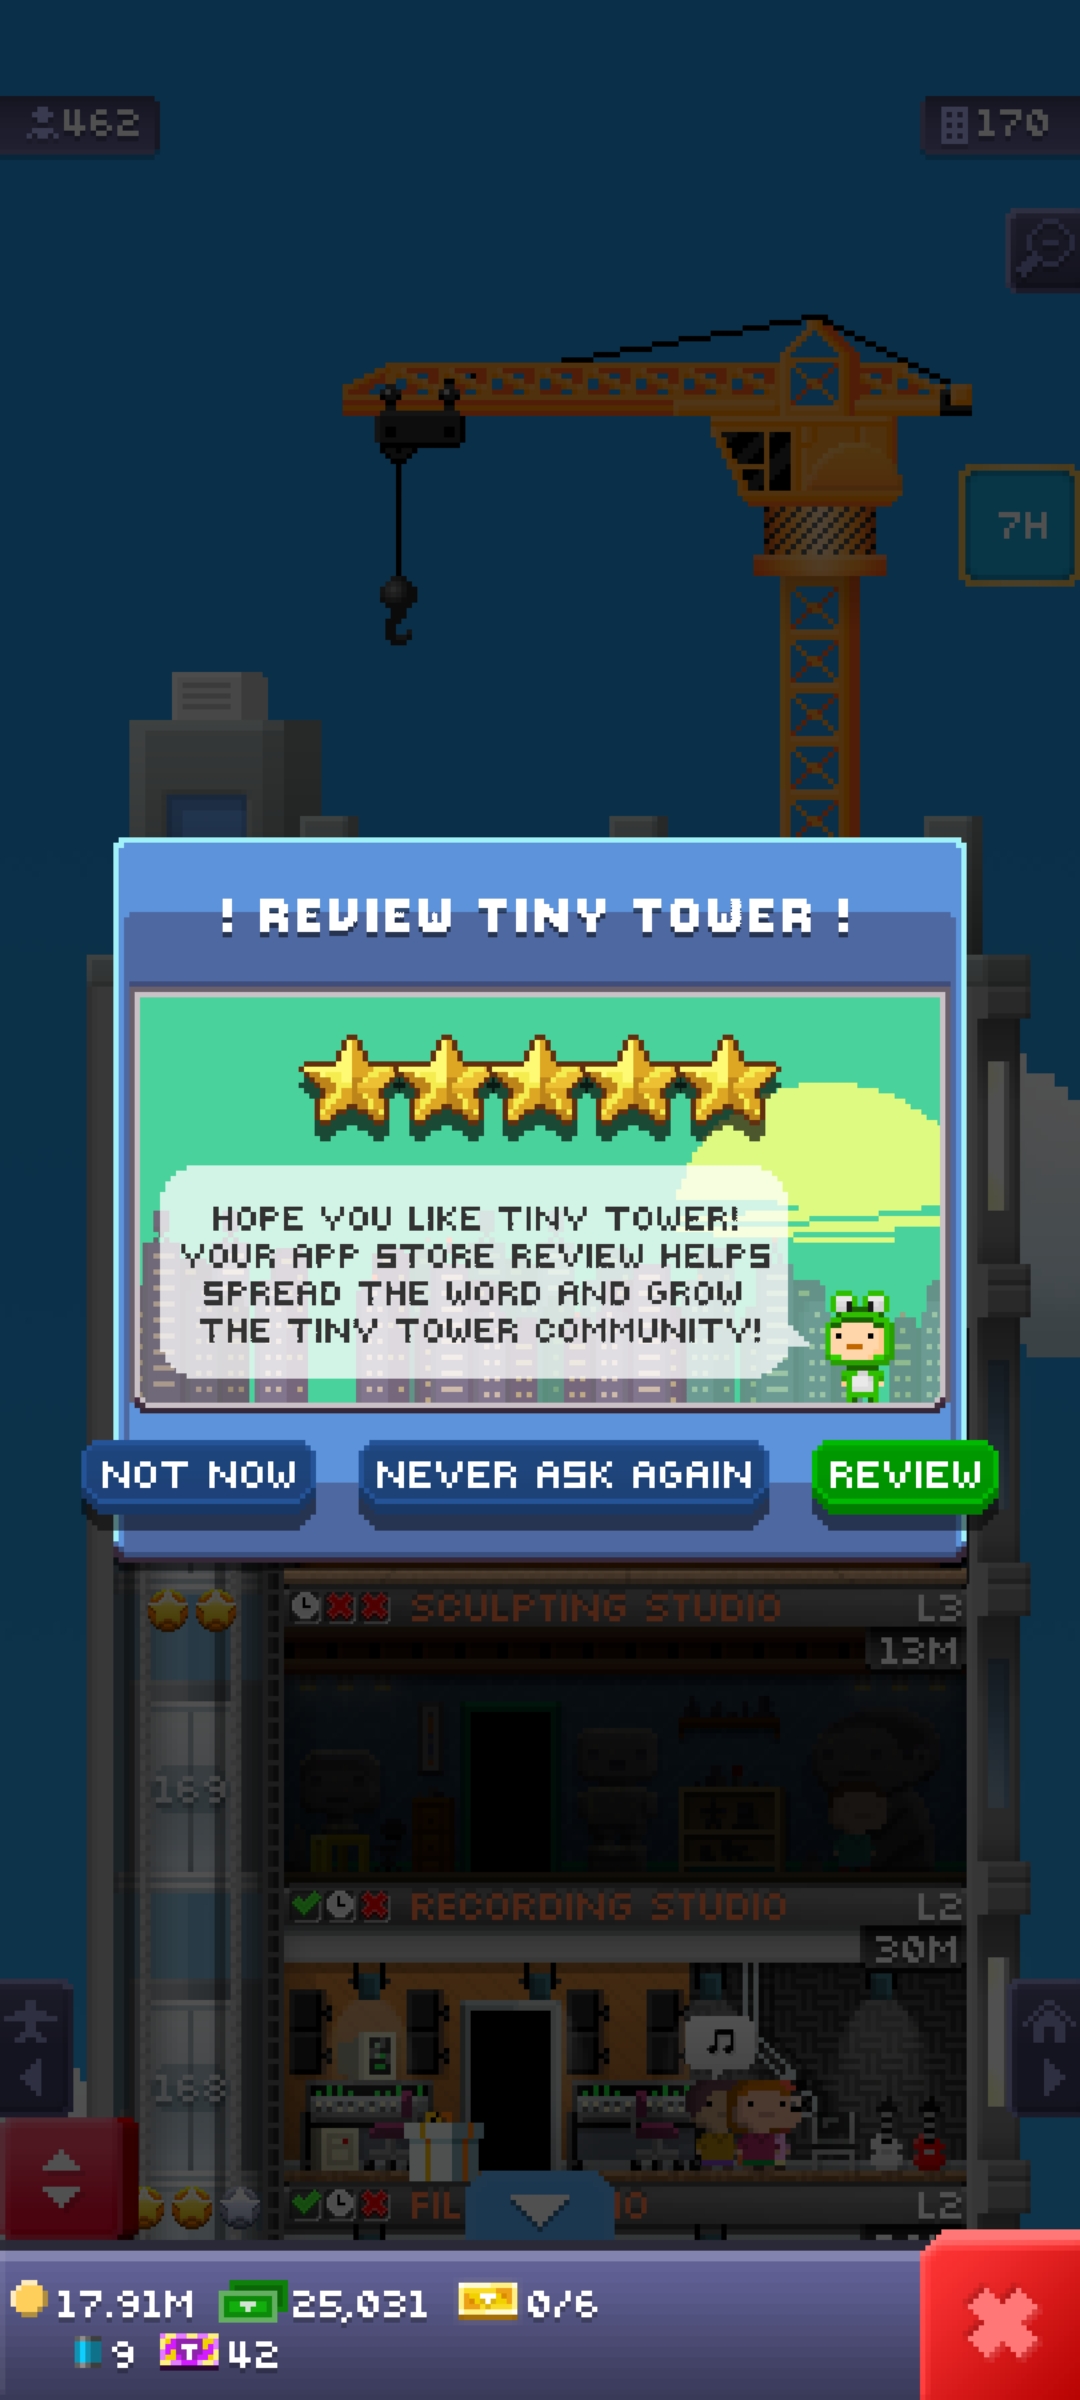 462
170
7H
! REVIEW TINY TOWER !
HOPE YOU LIKE TINY TOWER!
YOUR APP STORE REVIEW HELPS
SPREAD THE WORD AND GROW
THE TINY TOWER COMMUNITY!
NOT NOW
NEVER ASK AGAIN
REVIEW
SCULPTING STUDIO L3
13M
169
RECORDING STUDIO L2
30M
168
L2
17.91M 25,031 0/6
9 42